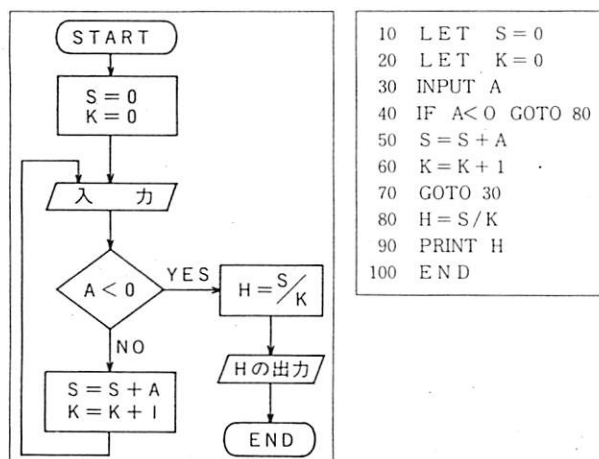 START
S = 0
K = 0
入 力
A < 0
YES
H = S/K
NO
Hの出力
S = S + A
K = K + 1
END
10 LET S = 0
20 LET K = 0
30 INPUT A
40 IF A< O GOTO 80
50 S = S + A
60 K = K + 1
70 GOTO 30
80 H = S / K
90 PRINT H
100 END